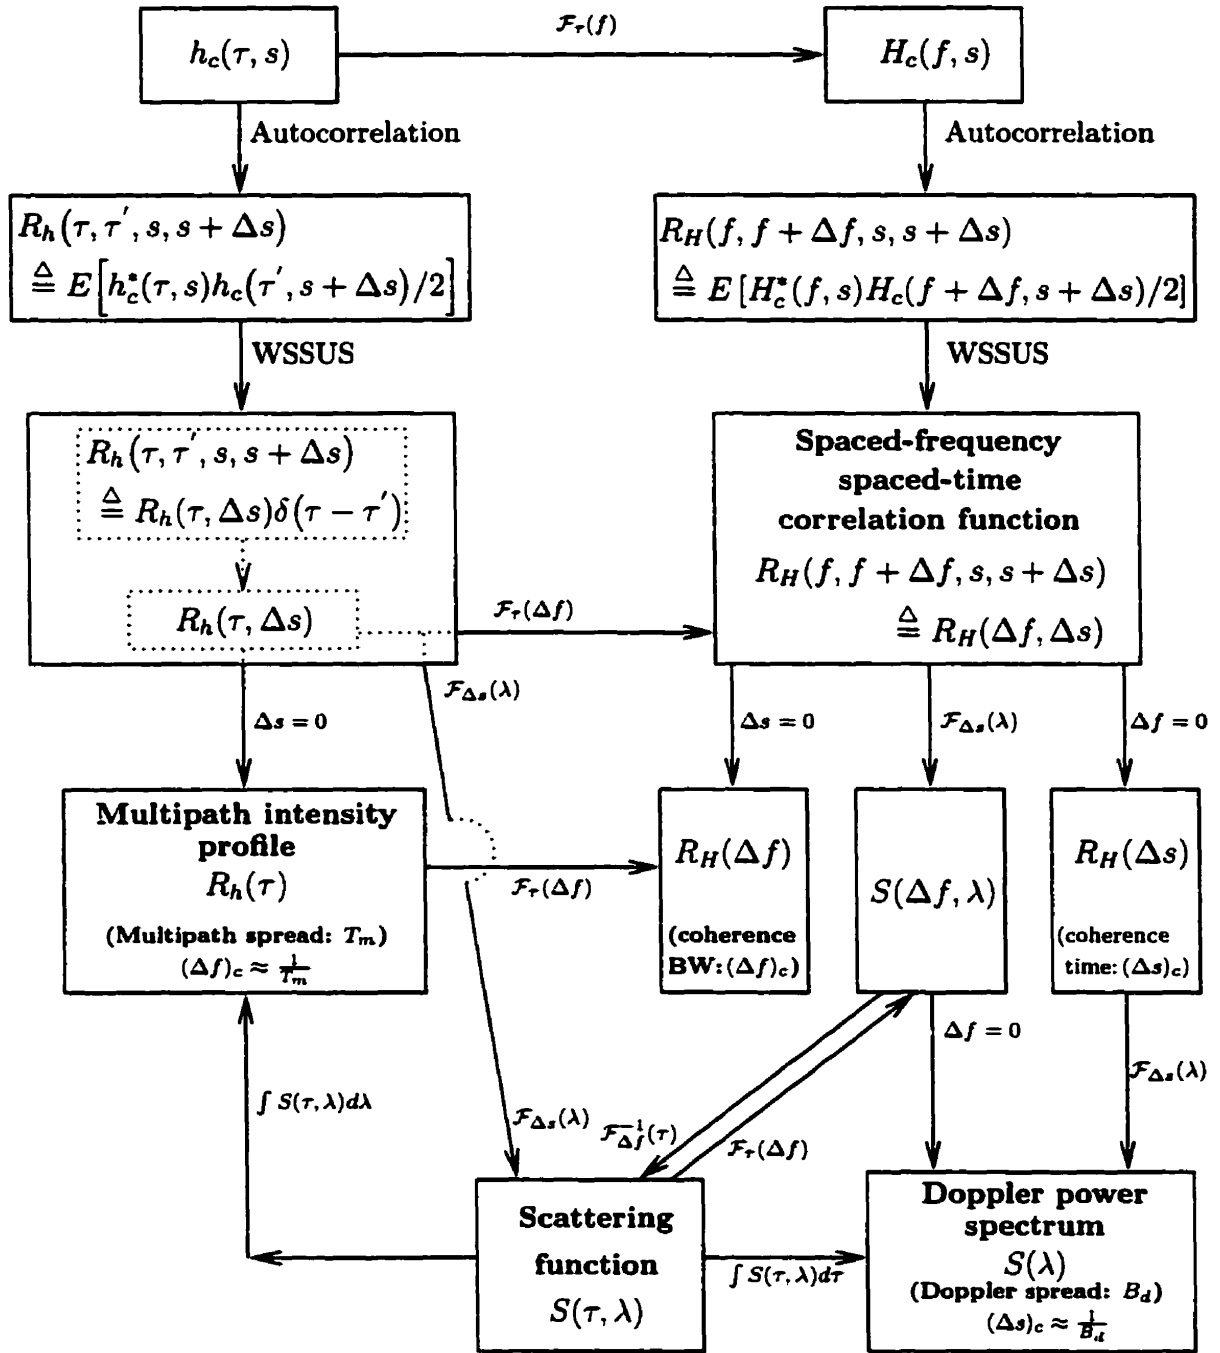 𝓕_τ(f)
h_c(τ, s)
H_c(f, s)
Autocorrelation
Autocorrelation
R_h(τ, τ′, s, s + Δs)
≜ E[h_c^*(τ, s)h_c(τ′, s + Δs)/2]
R_H(f, f + Δf, s, s + Δs)
≜ E[H_c^*(f, s)H_c(f + Δf, s + Δs)/2]
WSSUS
WSSUS
R_h(τ, τ′, s, s + Δs)
≜ R_h(τ, Δs)δ(τ − τ′)
R_h(τ, Δs)
𝓕_τ(Δf)
Spaced-frequency
spaced-time
correlation function
R_H(f, f + Δf, s, s + Δs)
≜ R_H(Δf, Δs)
Δs = 0
𝓕_Δs(λ)
Δs = 0
𝓕_Δs(λ)
Δf = 0
Multipath intensity
profile
R_h(τ)
(Multipath spread: T_m)
(Δf)_c ≈ 1/T_m
𝓕_τ(Δf)
R_H(Δf)
(coherence
BW:(Δf)_c)
S(Δf, λ)
R_H(Δs)
(coherence
time:(Δs)_c)
Δf = 0
𝓕_Δs(λ)
∫ S(τ, λ)dλ
𝓕_Δs(λ)
𝓕_Δf^−1(τ)
𝓕_τ(Δf)
Scattering
function
S(τ, λ)
∫ S(τ, λ)dτ
Doppler power
spectrum
S(λ)
(Doppler spread: B_d)
(Δs)_c ≈ 1/B_d